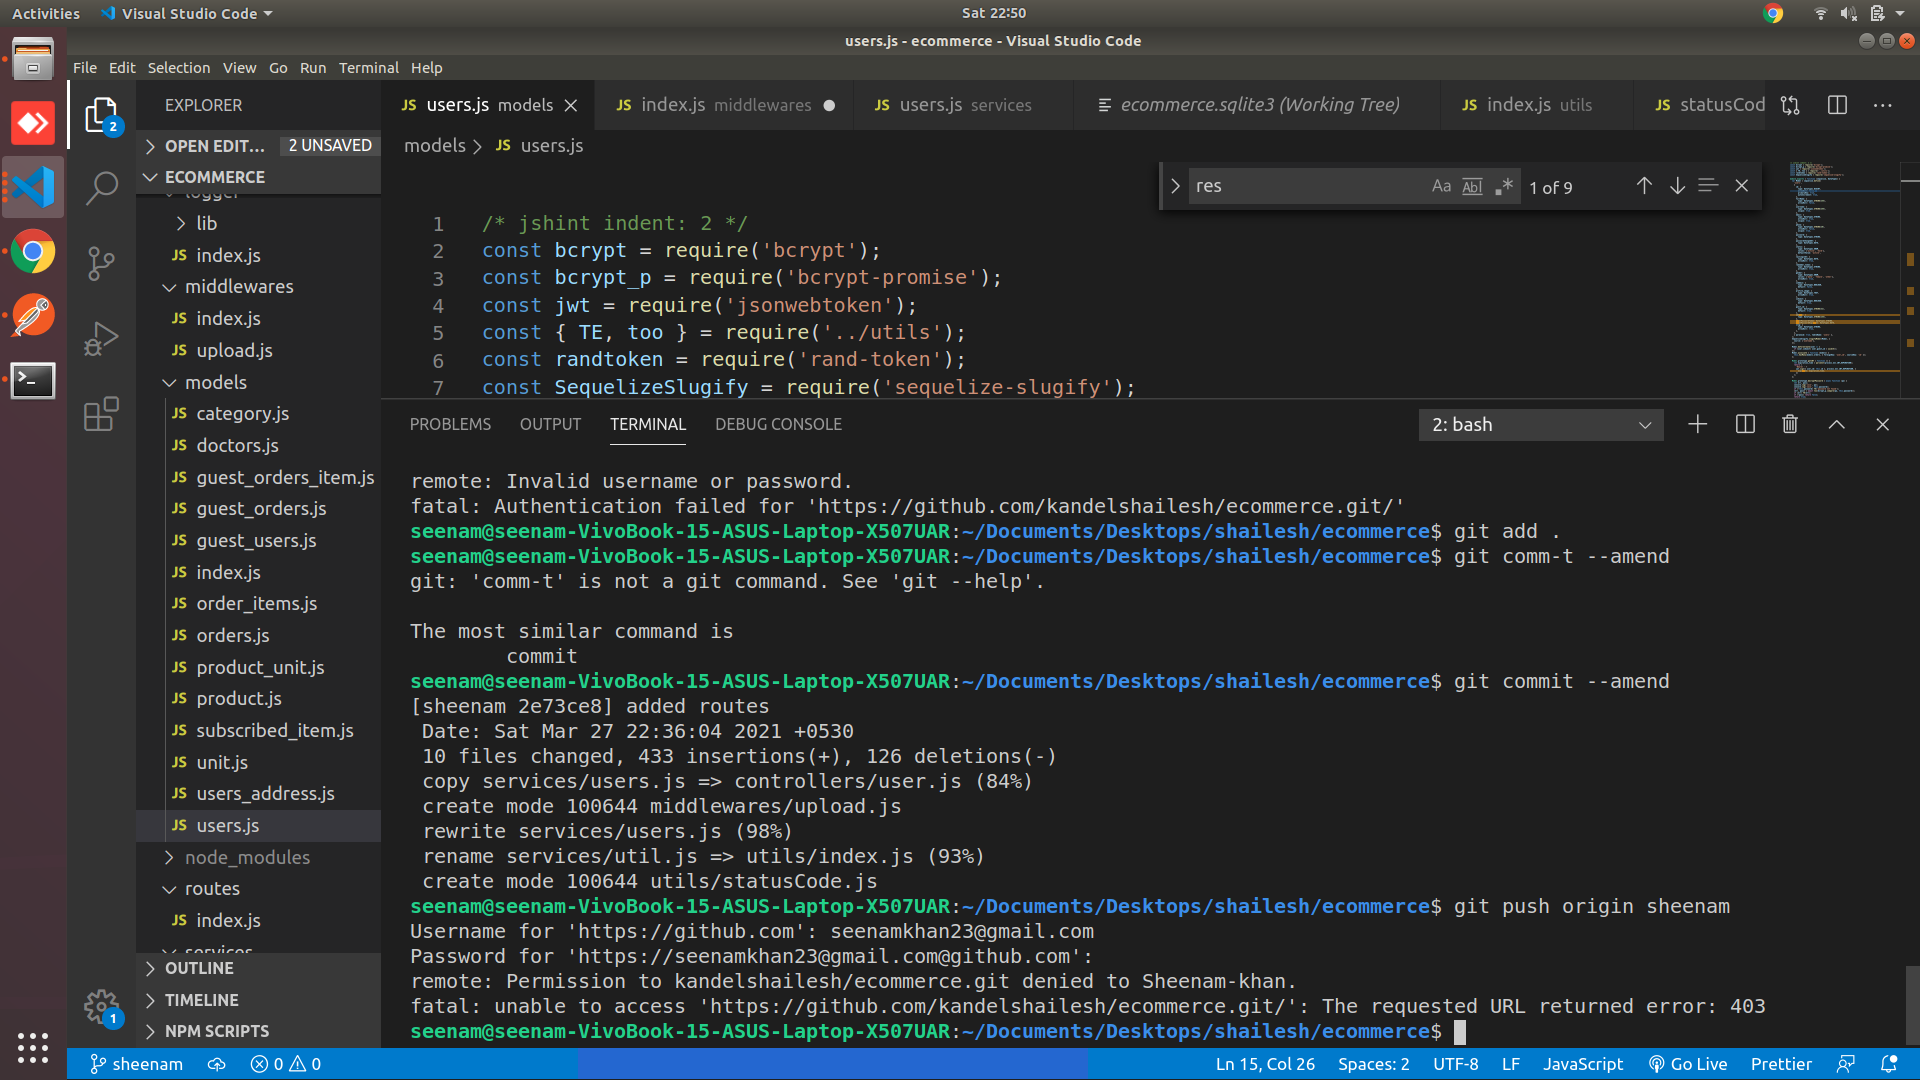 Activities Visual Studio Code Sat 22:50
users.js - ecommerce - Visual Studio Code
File Edit Selection View Go Run Terminal Help
EXPLORER
JS users.js models JS index.js middlewares JS users.js services ecommerce.sqlite3 (Working Tree) JS index.js utils JS statusCod
OPEN EDIT... 2 UNSAVED
ECOMMERCE
logger
lib
JS index.js
middlewares
JS index.js
JS upload.js
models
JS category.js
JS doctors.js
JS guest_orders_item.js
JS guest_orders.js
JS guest_users.js
JS index.js
JS order_items.js
JS orders.js
JS product_unit.js
JS product.js
JS subscribed_item.js
JS unit.js
JS users_address.js
JS users.js
node_modules
routes
JS index.js
services
OUTLINE
TIMELINE
NPM SCRIPTS
2
1
models > JS users.js
res Aa Abl .* 1 of 9
1 /* jshint indent: 2 */
2 const bcrypt = require('bcrypt');
3 const bcrypt_p = require('bcrypt-promise');
4 const jwt = require('jsonwebtoken');
5 const { TE, too } = require('../utils');
6 const randtoken = require('rand-token');
7 const SequelizeSlugify = require('sequelize-slugify');
PROBLEMS OUTPUT TERMINAL DEBUG CONSOLE 2: bash
remote: Invalid username or password.
fatal: Authentication failed for 'https://github.com/kandelshailesh/ecommerce.git/'
seenam@seenam-VivoBook-15-ASUS-Laptop-X507UAR:~/Documents/Desktops/shailesh/ecommerce$ git add .
seenam@seenam-VivoBook-15-ASUS-Laptop-X507UAR:~/Documents/Desktops/shailesh/ecommerce$ git comm-t --amend
git: 'comm-t' is not a git command. See 'git --help'.
The most similar command is
commit
seenam@seenam-VivoBook-15-ASUS-Laptop-X507UAR:~/Documents/Desktops/shailesh/ecommerce$ git commit --amend
[sheenam 2e73ce8] added routes
Date: Sat Mar 27 22:36:04 2021 +0530
10 files changed, 433 insertions(+), 126 deletions(-)
copy services/users.js => controllers/user.js (84%)
create mode 100644 middlewares/upload.js
rewrite services/users.js (98%)
rename services/util.js => utils/index.js (93%)
create mode 100644 utils/statusCode.js
seenam@seenam-VivoBook-15-ASUS-Laptop-X507UAR:~/Documents/Desktops/shailesh/ecommerce$ git push origin sheenam
Username for 'https://github.com': seenamkhan23@gmail.com
Password for 'https://seenamkhan23@gmail.com@github.com':
remote: Permission to kandelshailesh/ecommerce.git denied to Sheenam-khan.
fatal: unable to access 'https://github.com/kandelshailesh/ecommerce.git/': The requested URL returned error: 403
seenam@seenam-VivoBook-15-ASUS-Laptop-X507UAR:~/Documents/Desktops/shailesh/ecommerce$
sheenam 0 0 Ln 15, Col 26 Spaces: 2 UTF-8 LF JavaScript Go Live Prettier